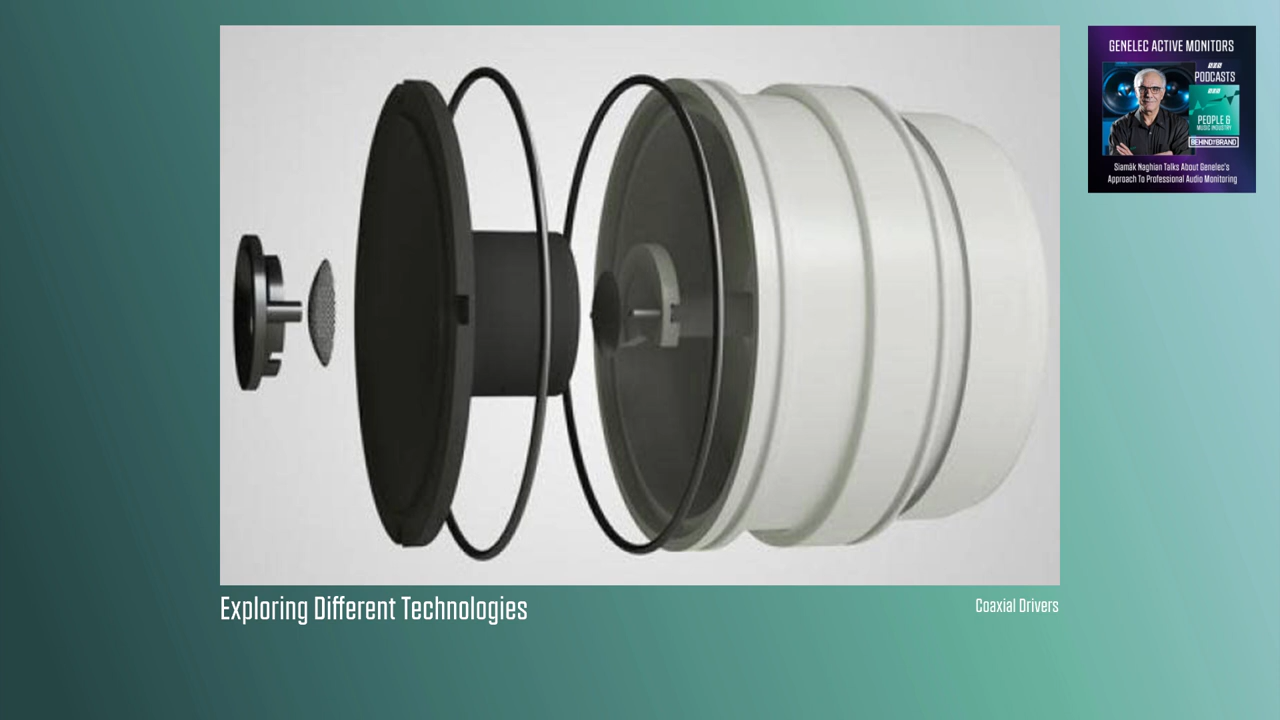 GENELEC ACTIVE MONITORS
PODCASTS
PEOPLE &
MUSIC INDUSTRY
BEHIND THE BRAND
Siamäk Naghian Talks About Genelec's
Approach To Professional Audio Monitoring
Exploring Different Technologies
Coaxial Drivers